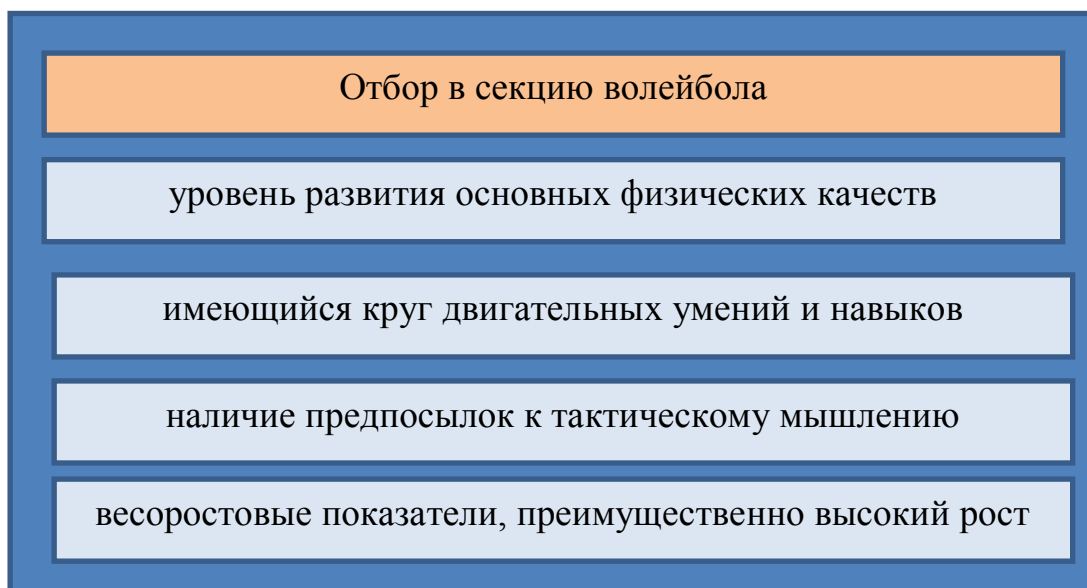 Отбор в секцию волейбола
уровень развития основных физических качеств
имеющийся круг двигательных умений и навыков
наличие предпосылок к тактическому мышлению
весоростовые показатели, преимущественно высокий рост